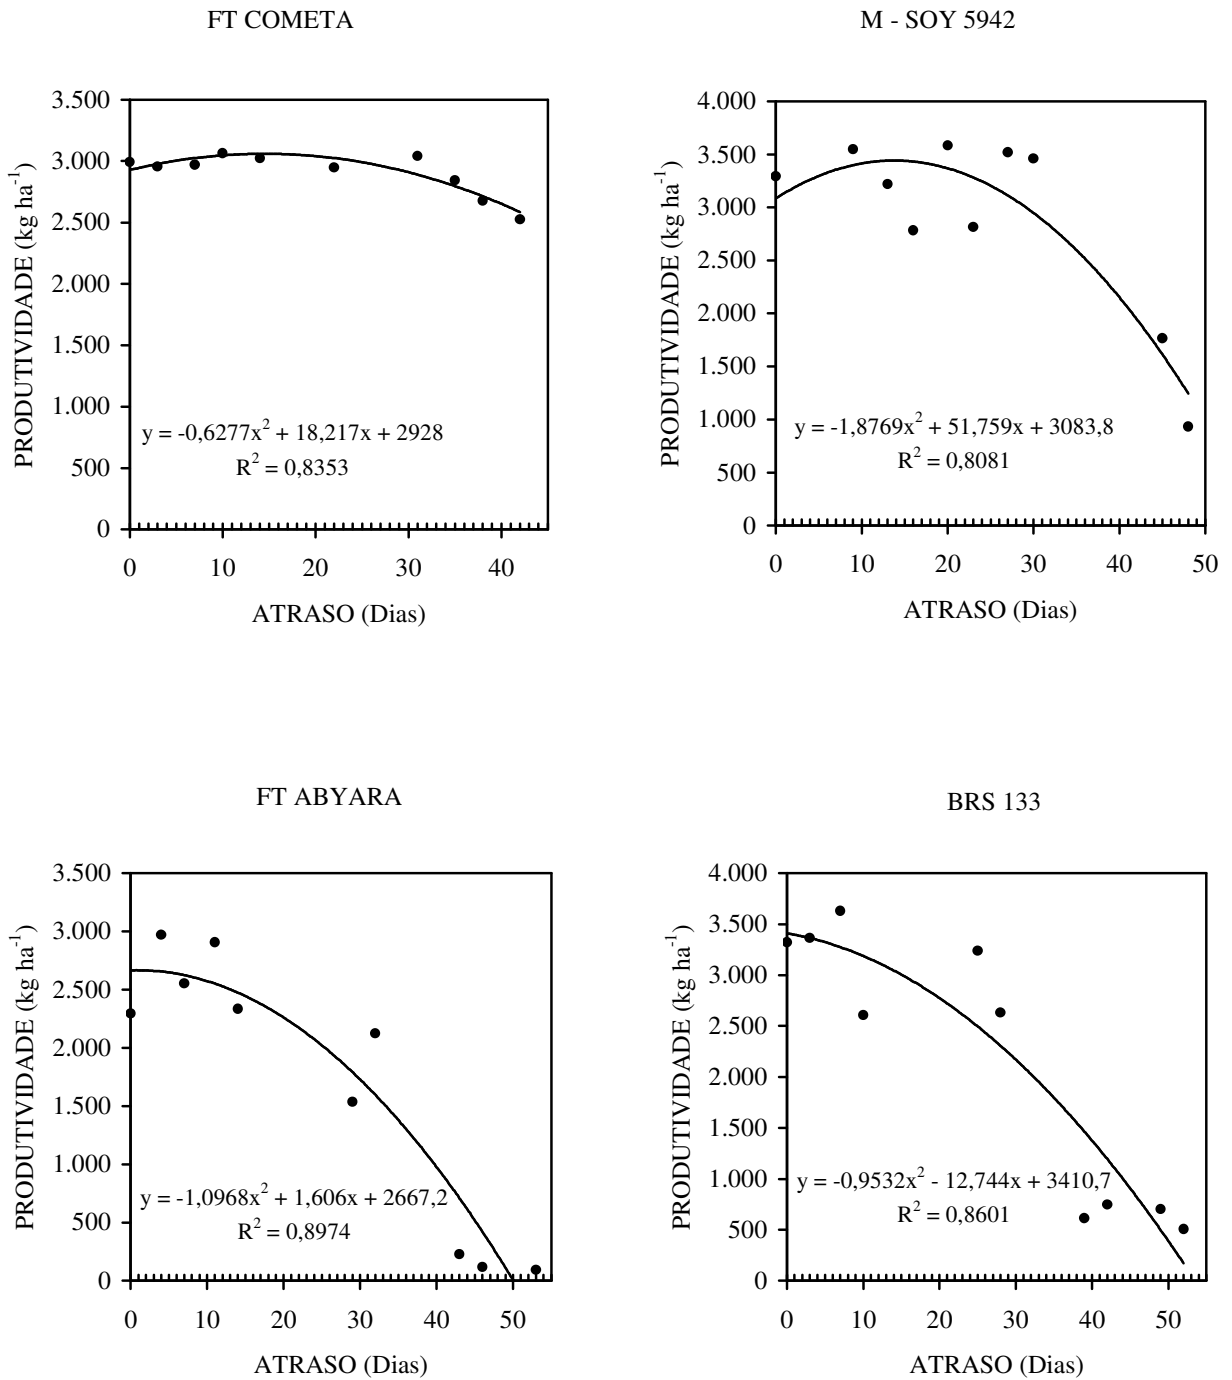 FT COMETA
PRODUTIVIDADE (kg ha⁻¹)
3.500
3.000
2.500
2.000
1.500
1.000
500
0
y = -0,6277x² + 18,217x + 2928
R² = 0,8353
0 10 20 30 40
ATRASO (Dias)
M - SOY 5942
PRODUTIVIDADE (kg ha⁻¹)
4.000
3.500
3.000
2.500
2.000
1.500
1.000
500
0
y = -1,8769x² + 51,759x + 3083,8
R² = 0,8081
0 10 20 30 40 50
ATRASO (Dias)
FT ABYARA
PRODUTIVIDADE (kg ha⁻¹)
3.500
3.000
2.500
2.000
1.500
1.000
500
0
y = -1,0968x² + 1,606x + 2667,2
R² = 0,8974
0 10 20 30 40 50
ATRASO (Dias)
BRS 133
PRODUTIVIDADE (kg ha⁻¹)
4.000
3.500
3.000
2.500
2.000
1.500
1.000
500
0
y = -0,9532x² - 12,744x + 3410,7
R² = 0,8601
0 10 20 30 40 50
ATRASO (Dias)